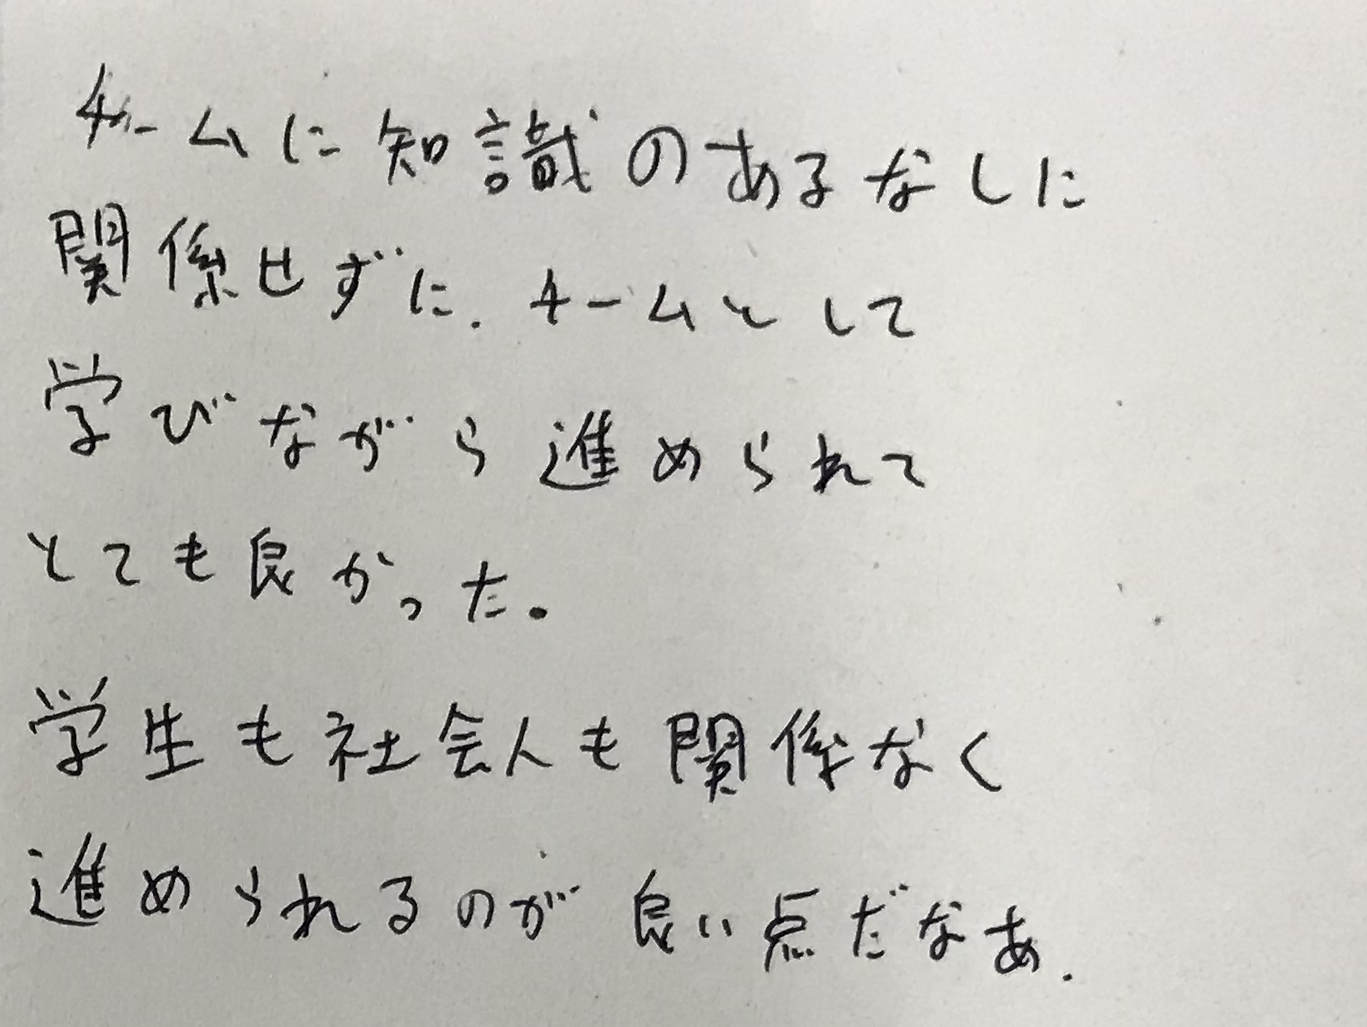 チームに知識のあるなしに
関係せずに、チームとして
学びながら進められて
とても良かった。
学生も社会人も関係なく
進められるのが良い点だなぁ.